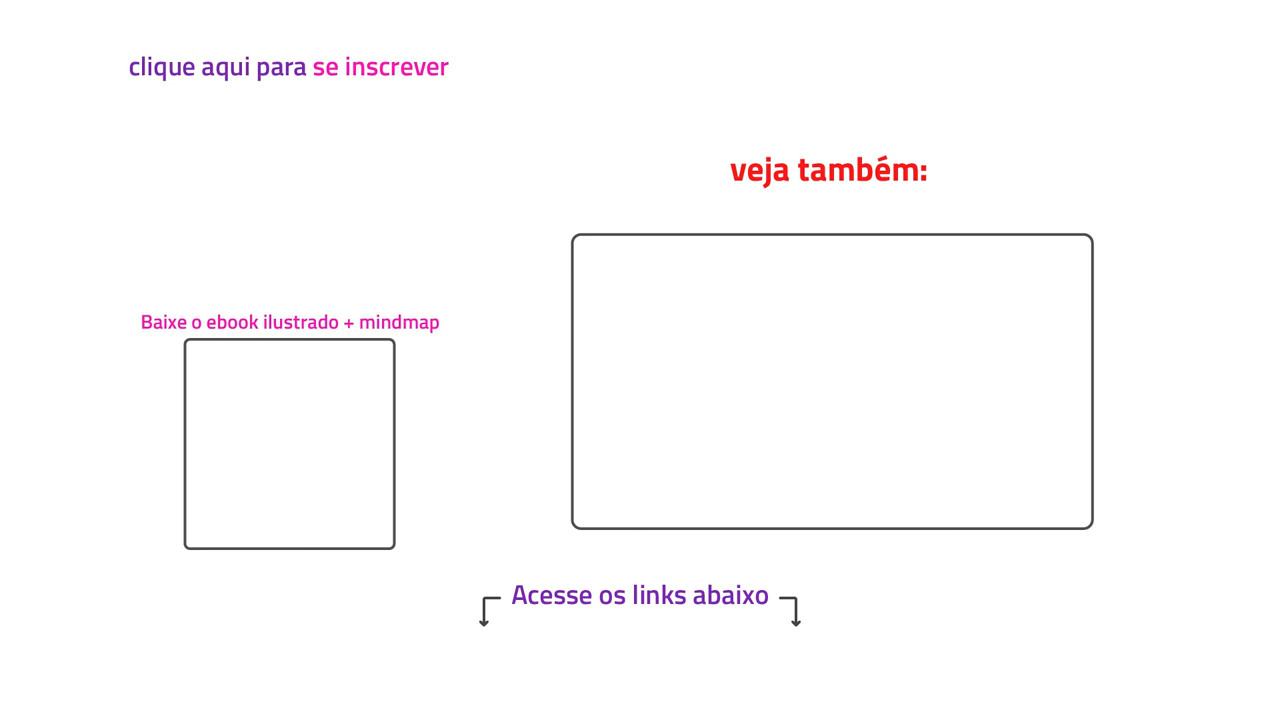 clique aqui para se inscrever
veja também:
Baixe o ebook ilustrado + mindmap
Acesse os links abaixo